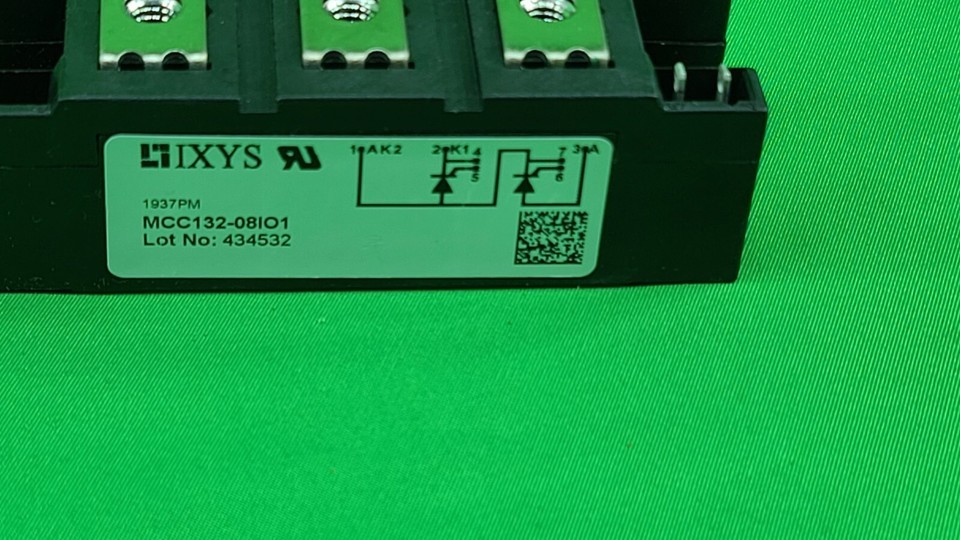 IXYS
1 AK2 2 K1 4 5 7 6 3 A
1937PM
MCC132-08IO1
Lot No: 434532